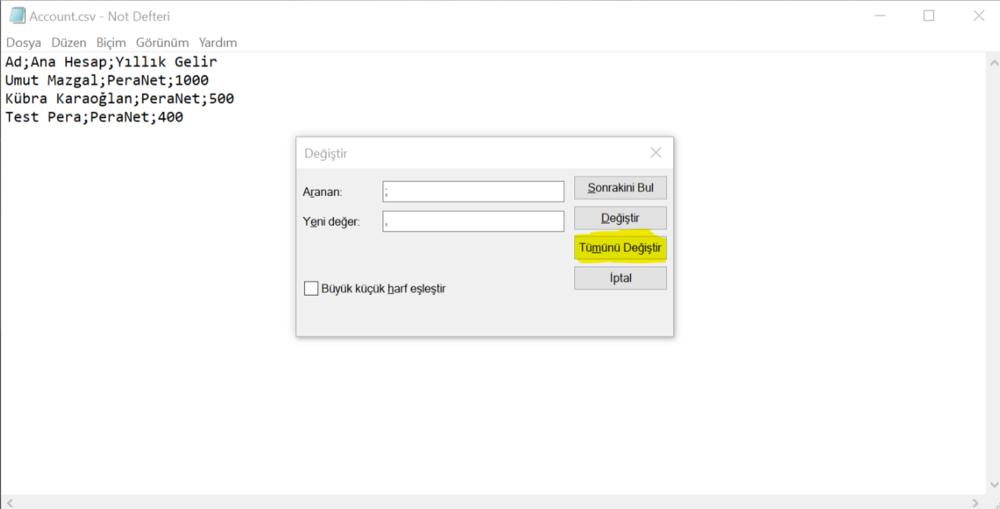 Account.csv - Not Defteri
Dosya Düzen Biçim Görünüm Yardım
Ad;Ana Hesap;Yıllık Gelir
Umut Mazgal;PeraNet;1000
Kübra Karaoğlan;PeraNet;500
Test Pera;PeraNet;400
Değiştir
Aranan: ; Sonrakini Bul
Yeni değer: , Değiştir
Tümünü Değiştir
İptal
Büyük küçük harf eşleştir